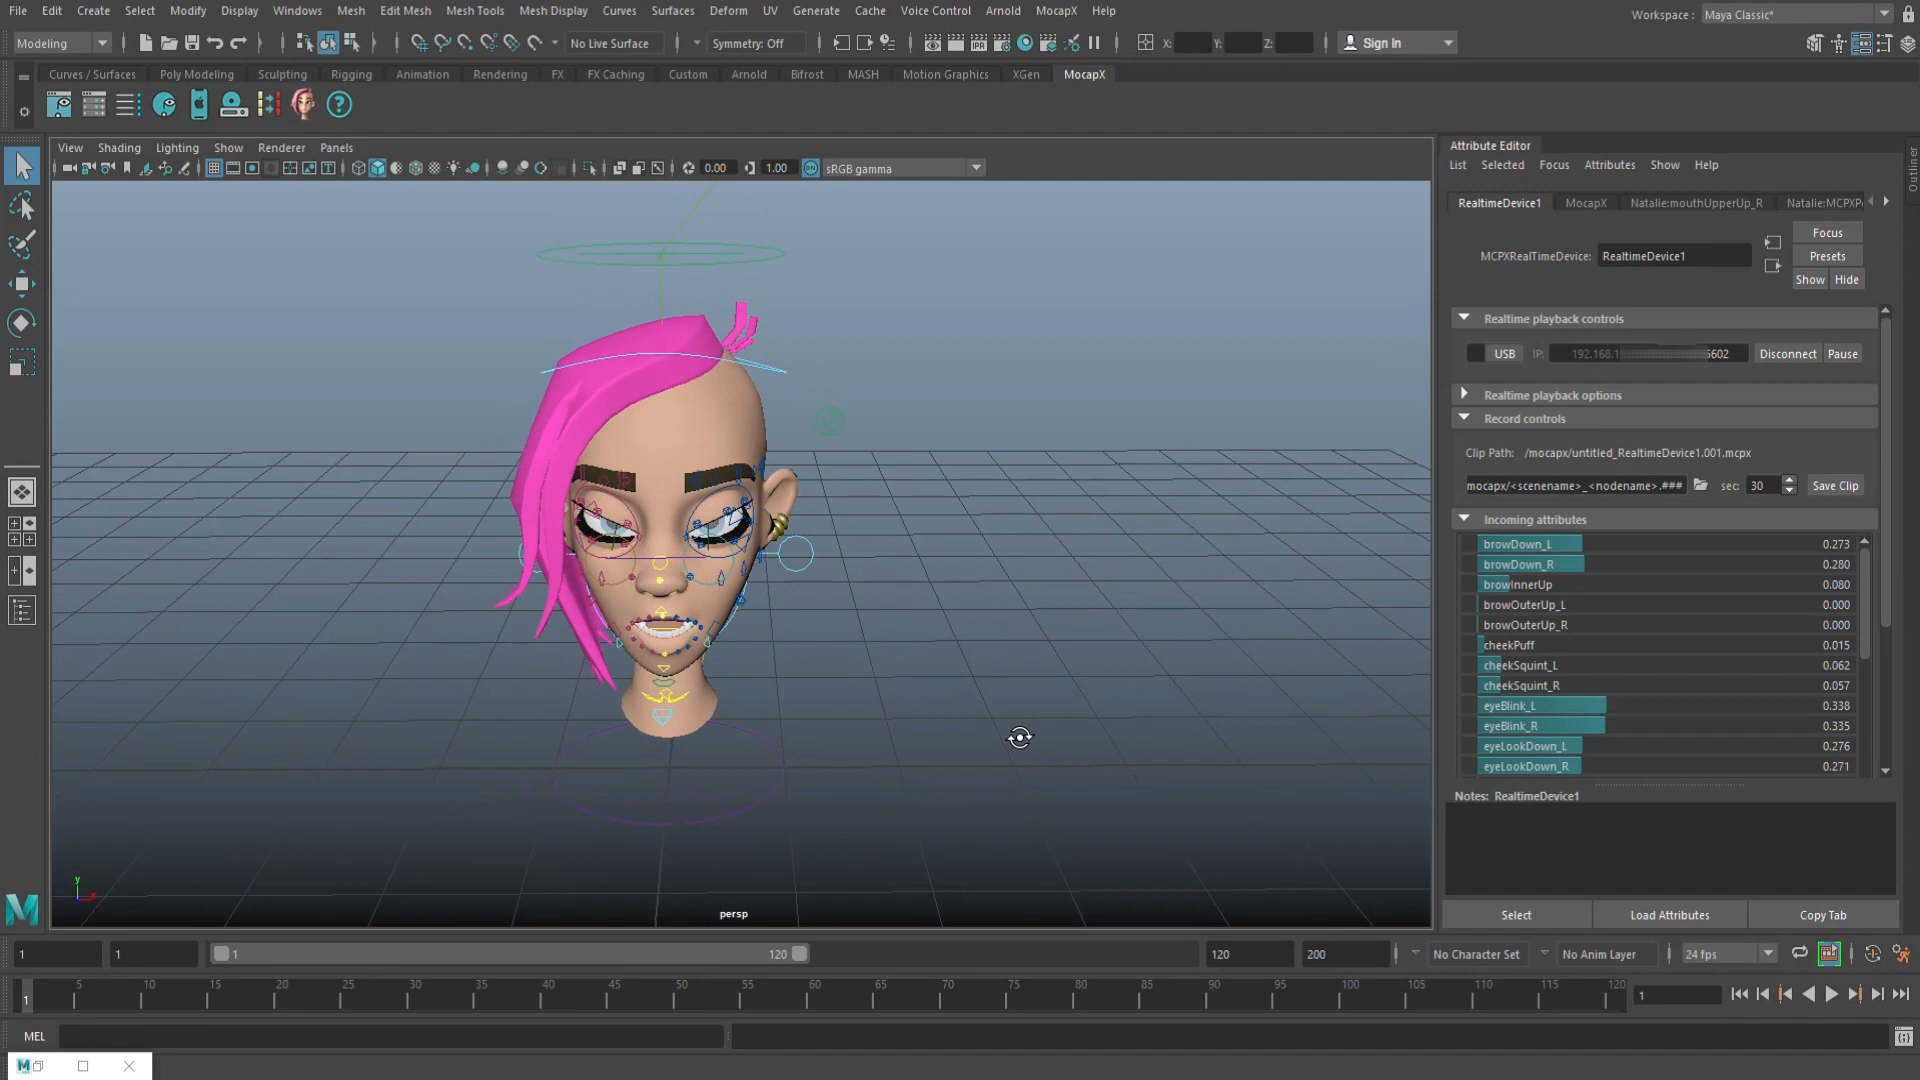 File Edit Create Select Modify Display Windows Mesh Edit Mesh Mesh Tools Mesh Display Curves Surfaces Deform UV Generate Cache Voice Control Arnold MocapX Help
Workspace : Maya Classic*
Modeling No Live Surface Symmetry: Off IPR X: Y: Z: Sign In
Curves / Surfaces Poly Modeling Sculpting Rigging Animation Rendering FX FX Caching Custom Arnold Bifrost MASH Motion Graphics XGen MocapX
View Shading Lighting Show Renderer Panels
0.00 1.00 sRGB gamma
Attribute Editor
Outliner
List Selected Focus Attributes Show Help
RealtimeDevice1 MocapX Natalie:mouthUpperUp_R Natalie:MCPXP
Focus
MCPXRealTimeDevice: RealtimeDevice1 Presets
Show Hide
Realtime playback controls
USB IP: 192.168.1 5602 Disconnect Pause
Realtime playback options
Record controls
Clip Path: /mocapx/untitled_RealtimeDevice1.001.mcpx
mocapx/<scenename>_<nodename>.### sec: 30 Save Clip
Incoming attributes
browDown_L 0.273
browDown_R 0.280
browInnerUp 0.080
browOuterUp_L 0.000
browOuterUp_R 0.000
cheekPuff 0.015
cheekSquint_L 0.062
cheekSquint_R 0.057
eyeBlink_L 0.338
eyeBlink_R 0.335
eyeLookDown_L 0.276
eyeLookDown_R 0.271
Notes: RealtimeDevice1
y
x
persp
Select Load Attributes Copy Tab
1 1 1 120 120 200 No Character Set No Anim Layer 24 fps
1 5 10 15 20 25 30 35 40 45 50 55 60 65 70 75 80 85 90 95 100 105 110 115 120 1
MEL
M